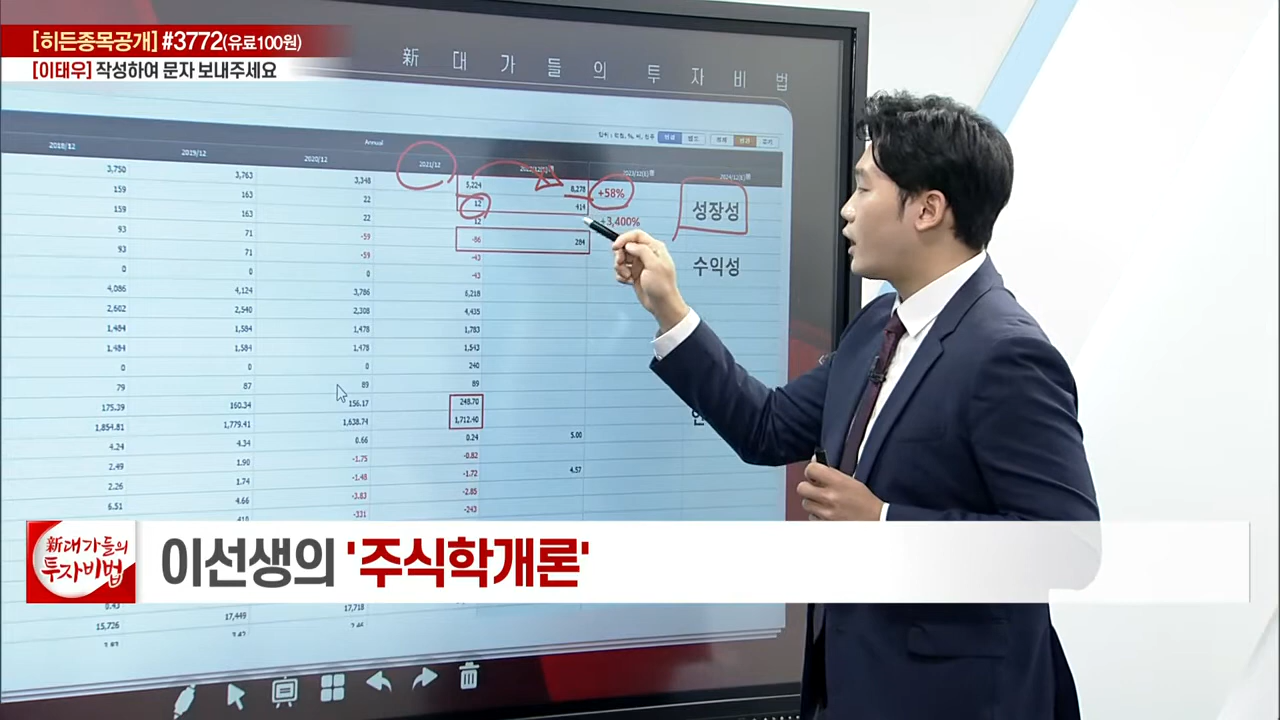 [히든종목공개] #3772(유료100원)
[이태우] 작성하여 문자 보내주세요
新 대 가 들 의 투 자 비 법
Annual
2018/12 2019/12 2020/12 2021/12
3,750 3,763 3,348 5,224 8,278 +58%
159 163 22 12 414 성장성
159 163 22 12 +3,400%
93 71 -59 -86 284
93 71 -59 -43 수익성
0 0 0 -43
4,086 4,124 3,786 6,218
2,602 2,540 2,308 4,435
1,484 1,584 1,478 1,783
1,484 1,584 1,478 1,543
0 0 0 240
79 87 89 89
175.39 160.34 156.17 248.70
1,854.81 1,779.41 1,638.74 1,712.40
4.24 4.34 0.66 0.24 5.00
2.49 1.90 -1.75 -0.82
2.26 1.74 -1.48 -1.72 4.57
6.51 4.66 -3.83 -2.85
-331 -243
新대가들의
투자비법
이선생의 '주식학개론'
0.43 17,449 17,718
15,726